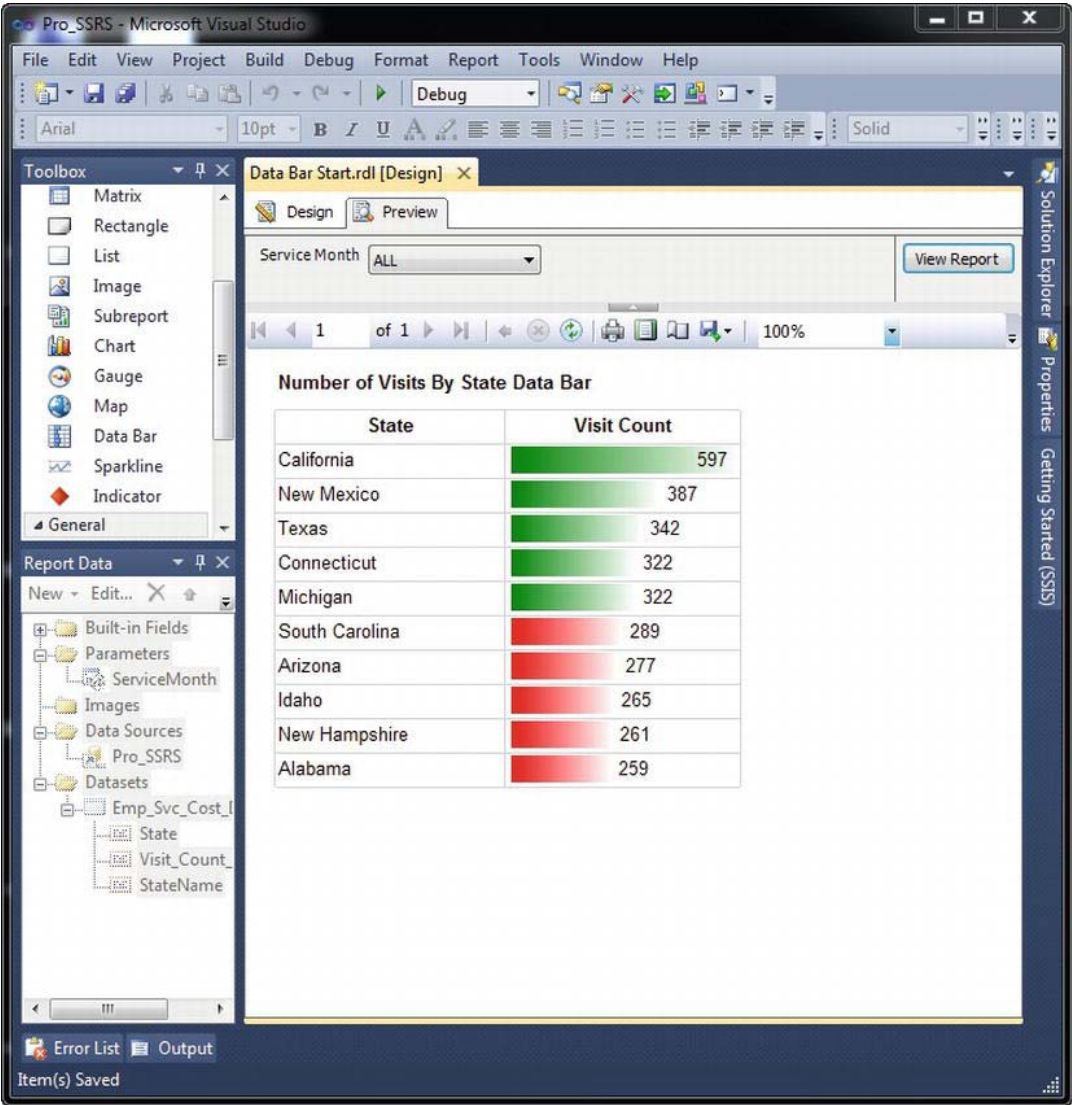 Pro_SSRS - Microsoft Visual Studio
File Edit View Project Build Debug Format Report Tools Window Help
Debug
Arial 10pt B I U A Solid
Toolbox
Matrix
Rectangle
List
Image
Subreport
Chart
Gauge
Map
Data Bar
Sparkline
Indicator
General
Report Data
New Edit...
Built-in Fields
Parameters
ServiceMonth
Images
Data Sources
Pro_SSRS
Datasets
Emp_Svc_Cost_
State
Visit_Count_
StateName
Data Bar Start.rdl [Design]
Design Preview
Service Month ALL View Report
1 of 1 100%
Number of Visits By State Data Bar
State Visit Count
California 597
New Mexico 387
Texas 342
Connecticut 322
Michigan 322
South Carolina 289
Arizona 277
Idaho 265
New Hampshire 261
Alabama 259
Solution Explorer
Properties
Getting Started (SSIS)
Error List Output
Item(s) Saved